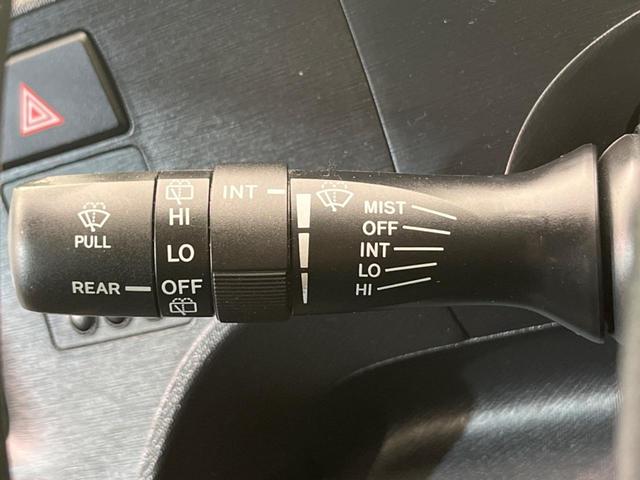 PULL
REAR
HI
LO
OFF
INT
MIST
OFF
INT
LO
HI